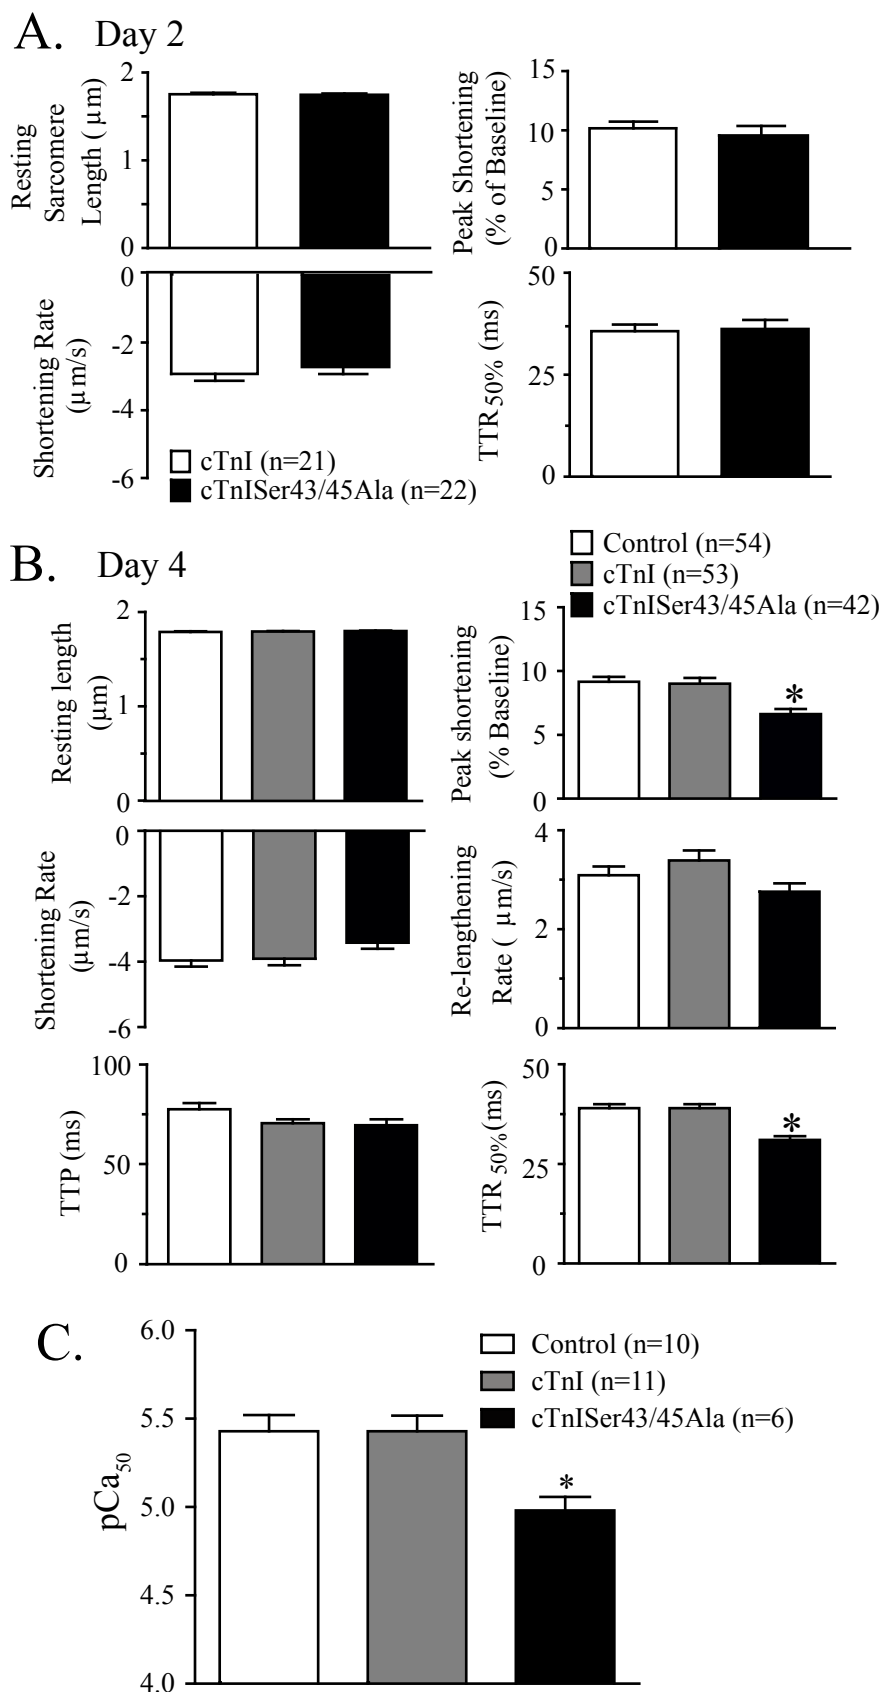 A. Day 2
Resting
Sarcomere
Length ( μm)
2
1
0
Peak Shortening
(% of Baseline)
15
10
5
0
Shortening Rate
(μm/s)
0
-2
-4
-6
cTnI (n=21)
cTnISer43/45Ala (n=22)
TTR50% (ms)
50
25
0
B. Day 4
Control (n=54)
cTnI (n=53)
cTnISer43/45Ala (n=42)
Resting length
(μm)
2
1
0
Peak shortening
(% Baseline)
15
10
5
0
*
Shortening Rate
(μm/s)
0
-2
-4
-6
Re-lengthening
Rate ( μm/s)
4
2
0
TTP (ms)
100
50
0
TTR50%(ms)
50
25
0
*
C.
pCa50
6.0
5.5
5.0
4.5
4.0
Control (n=10)
cTnI (n=11)
cTnISer43/45Ala (n=6)
*